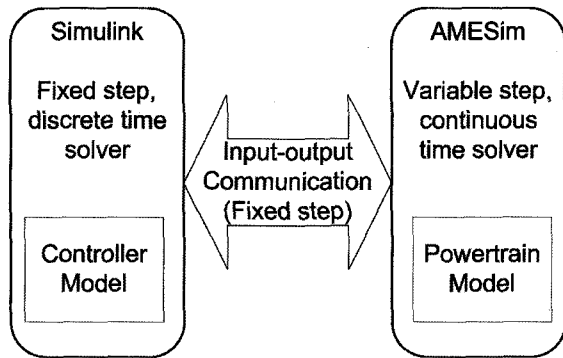 Simulink
Fixed step,
discrete time
solver
Controller
Model
Input-output
Communication
(Fixed step)
AMESim
Variable step,
continuous
time solver
Powertrain
Model